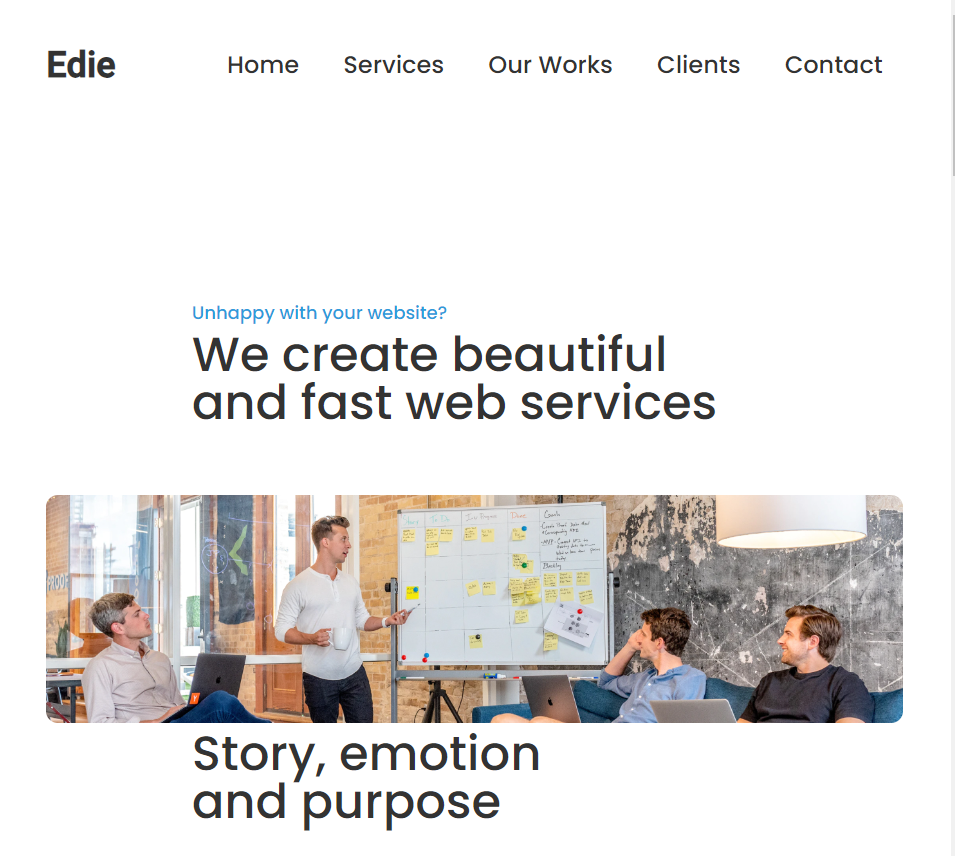 Edie
Home Services Our Works Clients Contact
Unhappy with your website?
We create beautiful
and fast web services
Story, emotion
and purpose